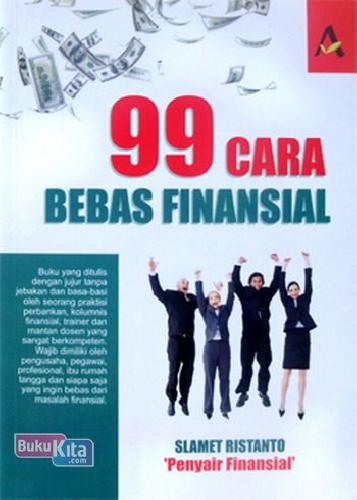 99 CARA
BEBAS FINANSIAL
Buku yang ditulis
dengan jujur tanpa
jebakan dan basa-basi
oleh seorang praktisi
perbankan, kolumnis
finansial, trainer dan
mantan dosen yang
sangat berkompeten.
Wajib dimiliki oleh
pengusaha, pegawai,
profesional, ibu rumah
tangga dan siapa saja
yang ingin bebas dari
masalah finansial.
SLAMET RISTANTO
'Penyair Finansial'
Buku
Kita.com